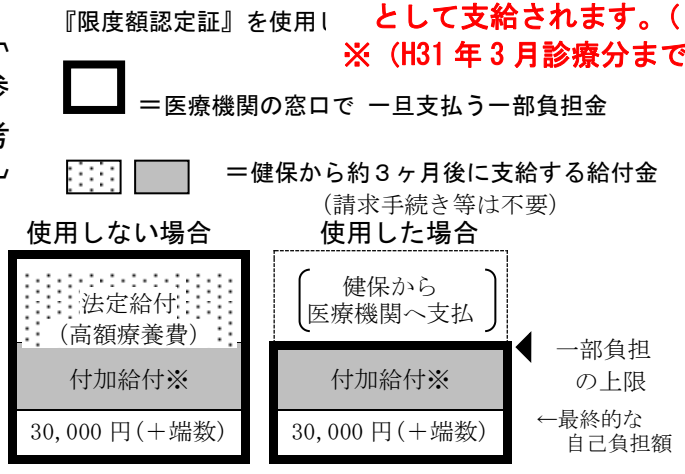 『限度額認定証』を使用し
として支給されます。(
※（H31 年 3 月診療分まで
参
考
＝医療機関の窓口で 一旦支払う一部負担金
＝健保から約３ヶ月後に支給する給付金
（請求手続き等は不要）
使用しない場合
使用した場合
法定給付
（高額療養費）
健保から
医療機関へ支払
付加給付※
付加給付※
一部負担
の上限
30,000 円（＋端数）
30,000 円（＋端数）
←最終的な
自己負担額